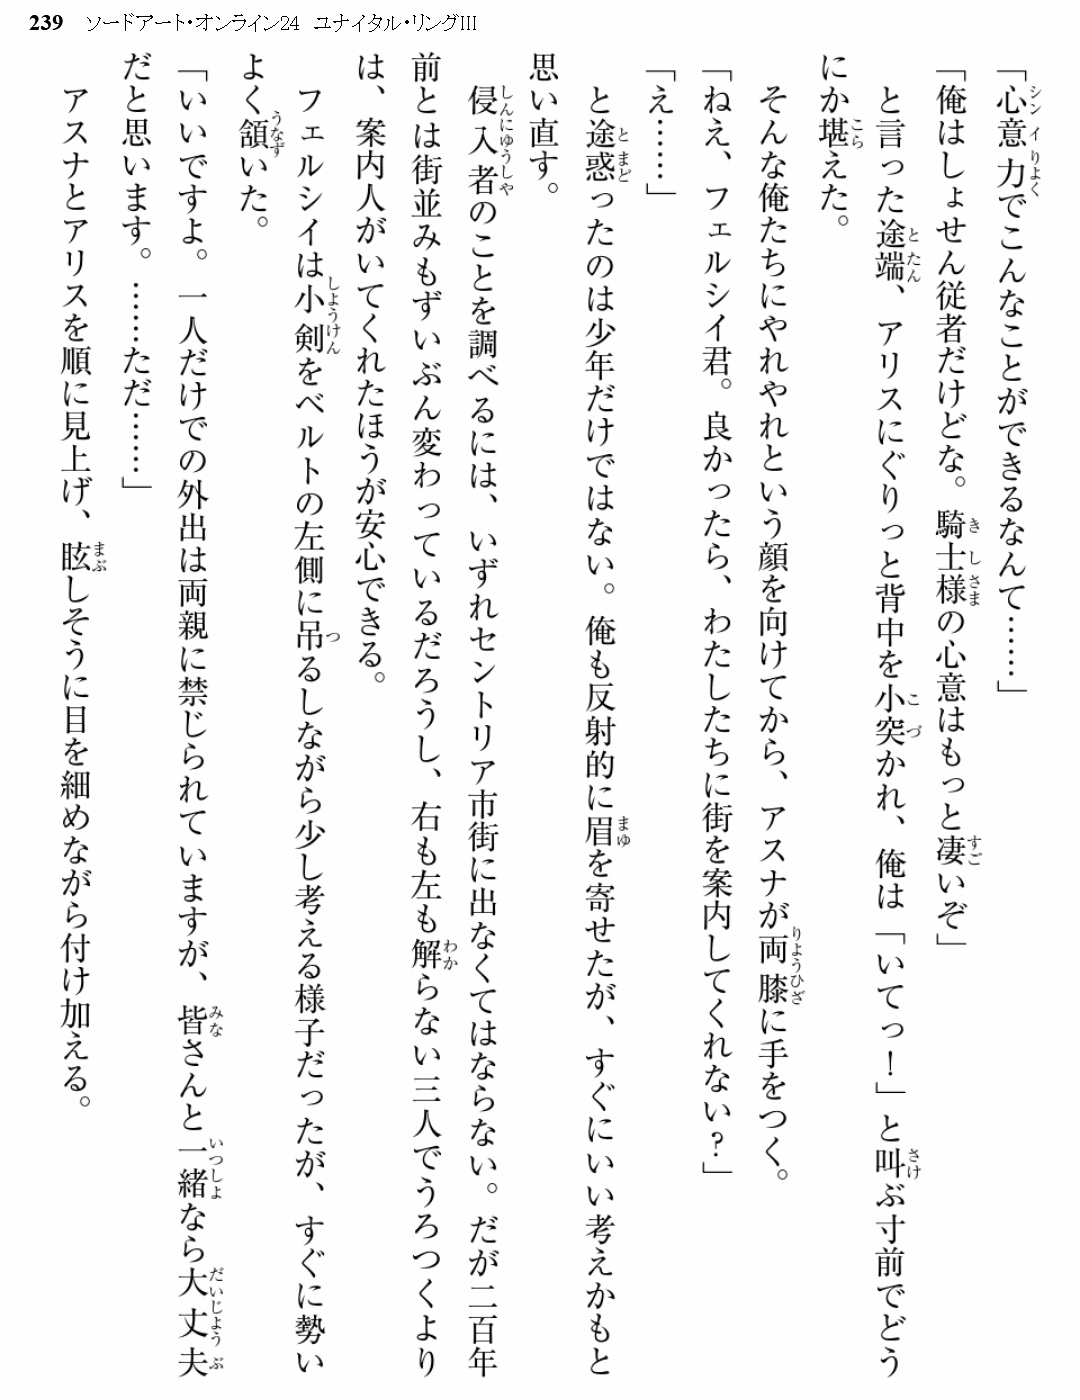 239 ソードアート・オンライン24 ユナイタル・リングIII
「心意力でこんなことができるなんて……」
「俺はしょせん従者だけどな。騎士様の心意はもっと凄いぞ」
と言った途端、アリスにぐりっと背中を小突かれ、俺は「いてっ！」と叫ぶ寸前でどう
にか堪えた。
そんな俺たちにやれやれという顔を向けてから、アスナが両膝に手をつく。
「ねえ、フェルシイ君。良かったら、わたしたちに街を案内してくれない？」
「え……」
と途惑ったのは少年だけではない。俺も反射的に眉を寄せたが、すぐにいい考えかもと
思い直す。
侵入者のことを調べるには、いずれセントリア市街に出なくてはならない。だが二百年
前とは街並みもずいぶん変わっているだろうし、右も左も解らない三人でうろつくより
は、案内人がいてくれたほうが安心できる。
フェルシイは小剣をベルトの左側に吊るしながら少し考える様子だったが、すぐに勢い
よく頷いた。
「いいですよ。一人だけでの外出は両親に禁じられていますが、皆さんと一緒なら大丈夫
だと思います。……ただ……」
アスナとアリスを順に見上げ、眩しそうに目を細めながら付け加える。